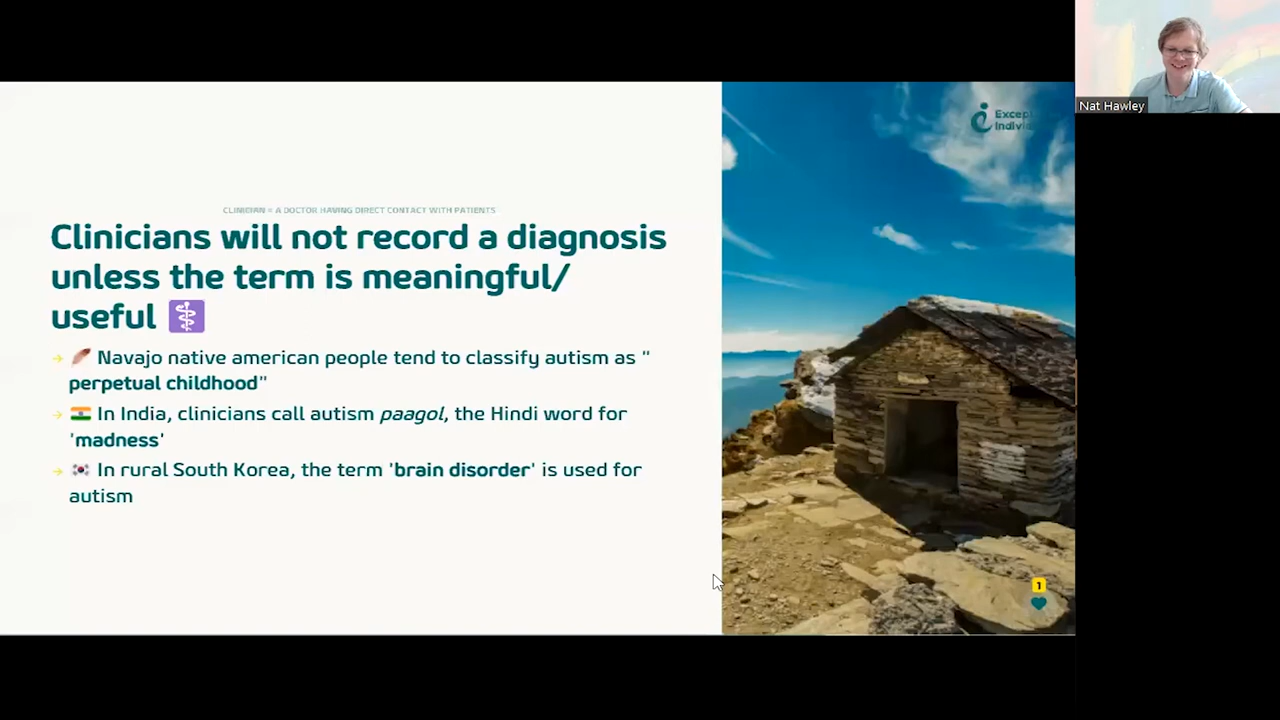 Nat Hawley
Excep
Indivi
CLINICIAN = A DOCTOR HAVING DIRECT CONTACT WITH PATIENTS
Clinicians will not record a diagnosis
unless the term is meaningful/
useful
Navajo native american people tend to classify autism as "
perpetual childhood"
In India, clinicians call autism paagol, the Hindi word for
'madness'
In rural South Korea, the term 'brain disorder' is used for
autism
1